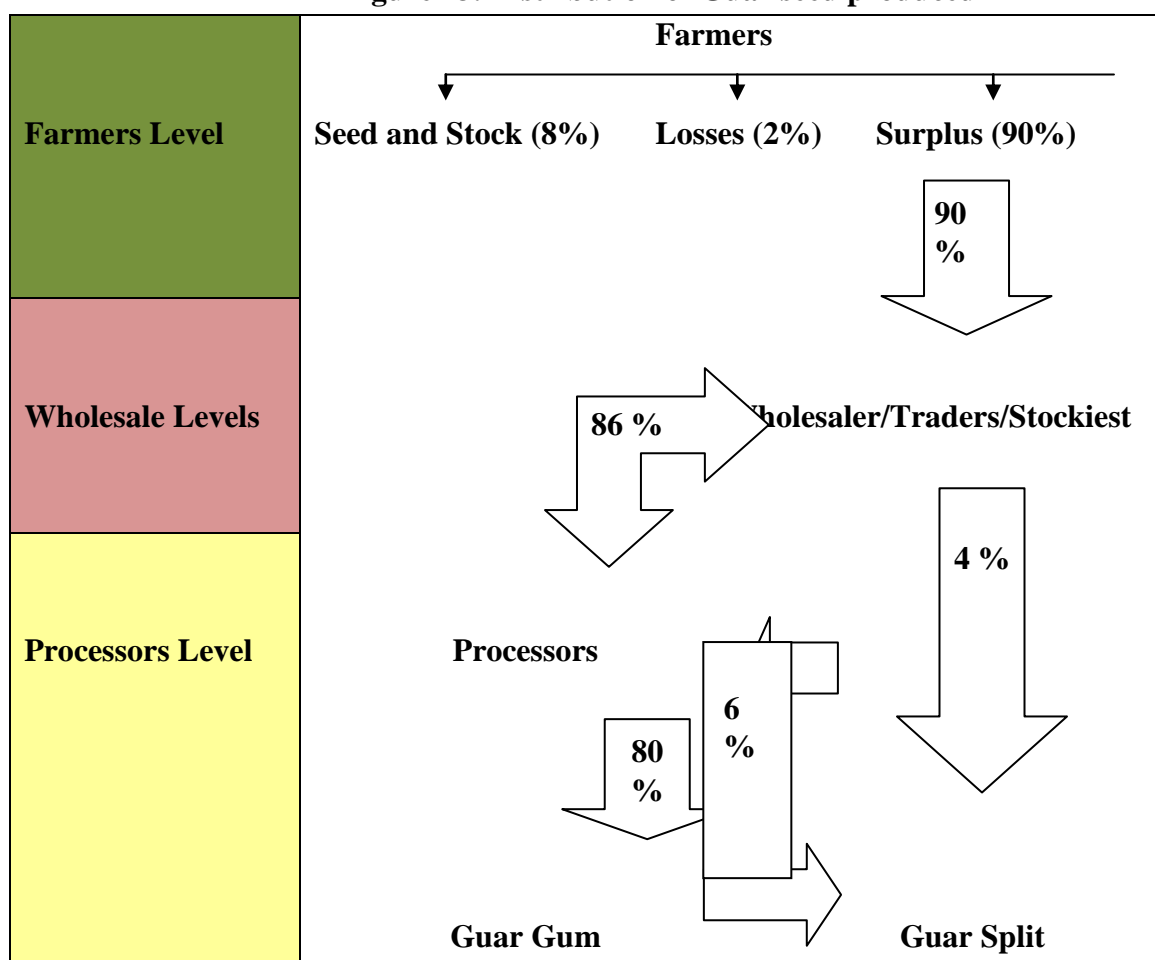 Farmers
Farmers Level
Seed and Stock (8%)
Losses (2%)
Surplus (90%)
90
%
Wholesale Levels
86 %
holesaler/Traders/Stockiest
4 %
Processors Level
Processors
6
%
80
%
Guar Gum
Guar Split